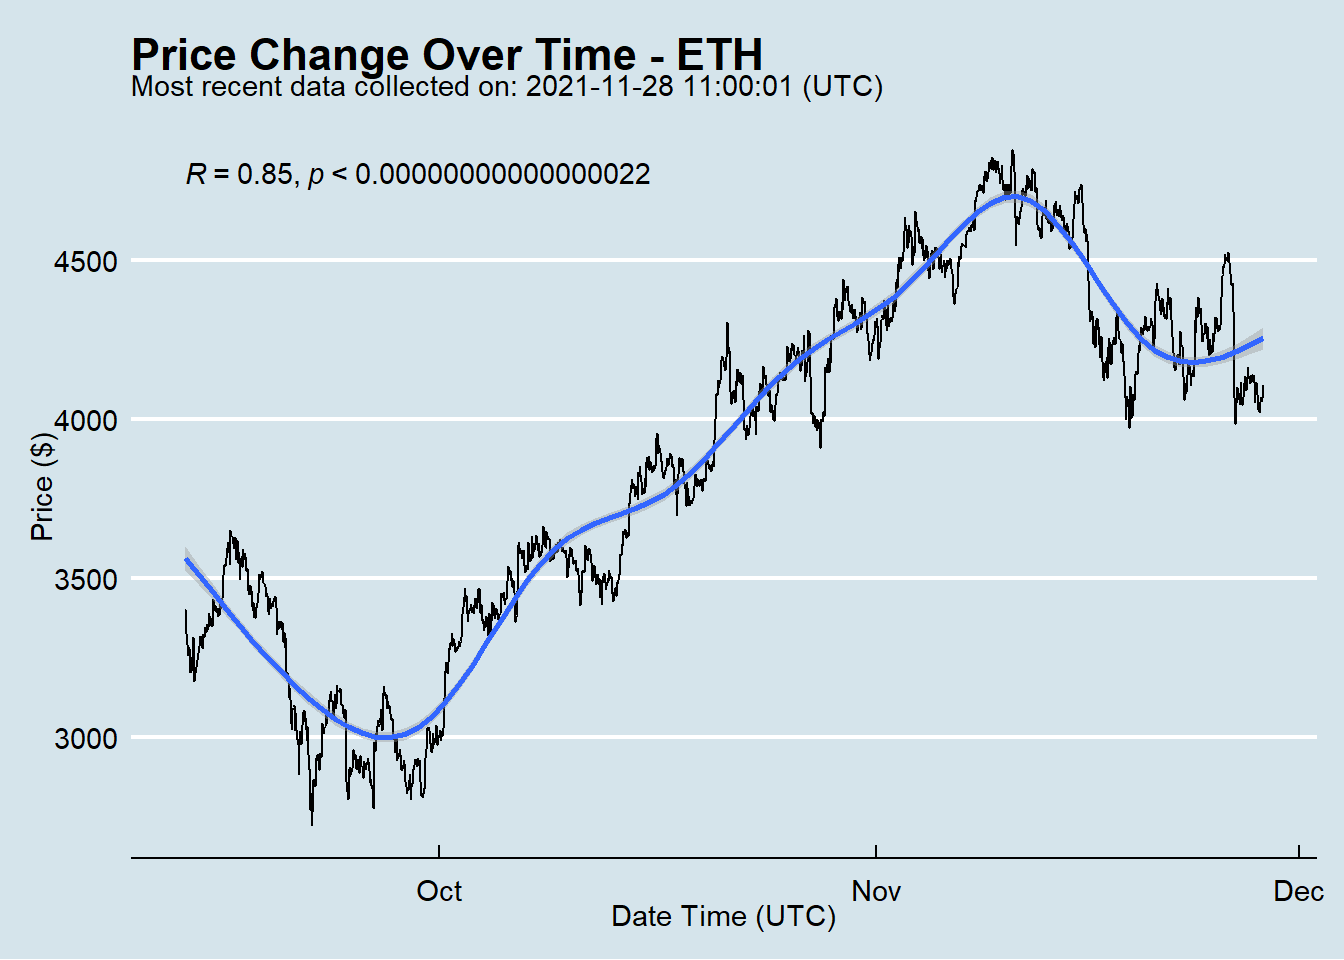 Price Change Over Time - ETH
Most recent data collected on: 2021-11-28 11:00:01 (UTC)
R = 0.85, p < 0.00000000000000022
4500
4000
3500
3000
Price ($)
Oct
Nov
Dec
Date Time (UTC)